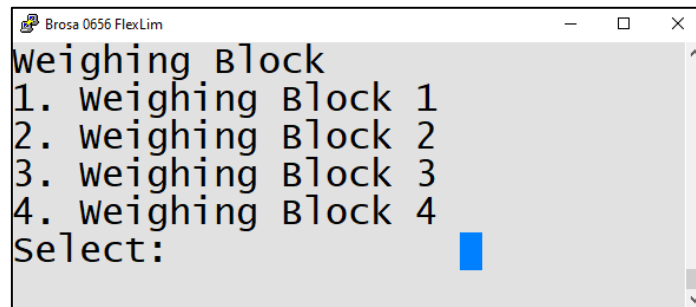 Brosa 0656 FlexLim
Weighing Block
1. Weighing Block 1
2. Weighing Block 2
3. Weighing Block 3
4. Weighing Block 4
Select: